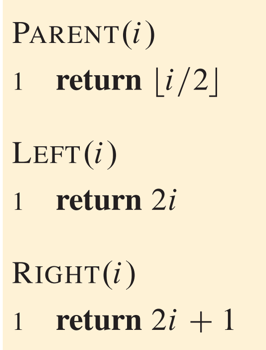 PARENT(i)
1 return ⌊i/2⌋
LEFT(i)
1 return 2i
RIGHT(i)
1 return 2i + 1